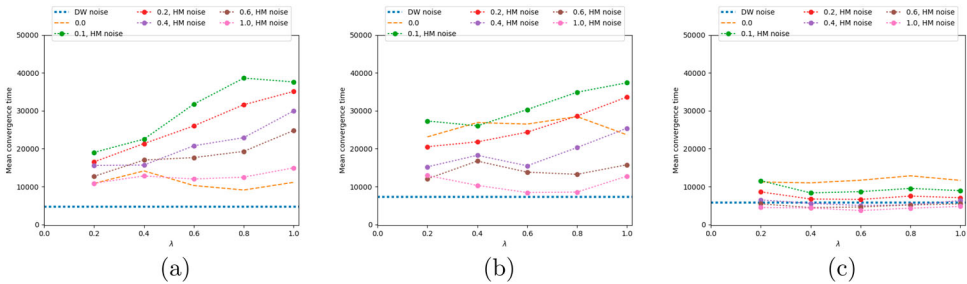 DW noise
0.0
0.1, HM noise
0.2, HM noise
0.4, HM noise
0.6, HM noise
1.0, HM noise
50000
40000
30000
20000
10000
0
Mean convergence time
0.0 0.2 0.4 0.6 0.8 1.0
λ
(a)
DW noise
0.0
0.1, HM noise
0.2, HM noise
0.4, HM noise
0.6, HM noise
1.0, HM noise
50000
40000
30000
20000
10000
0
Mean convergence time
0.0 0.2 0.4 0.6 0.8 1.0
λ
(b)
DW noise
0.0
0.1, HM noise
0.2, HM noise
0.4, HM noise
0.6, HM noise
1.0, HM noise
50000
40000
30000
20000
10000
0
Mean convergence time
0.0 0.2 0.4 0.6 0.8 1.0
λ
(c)